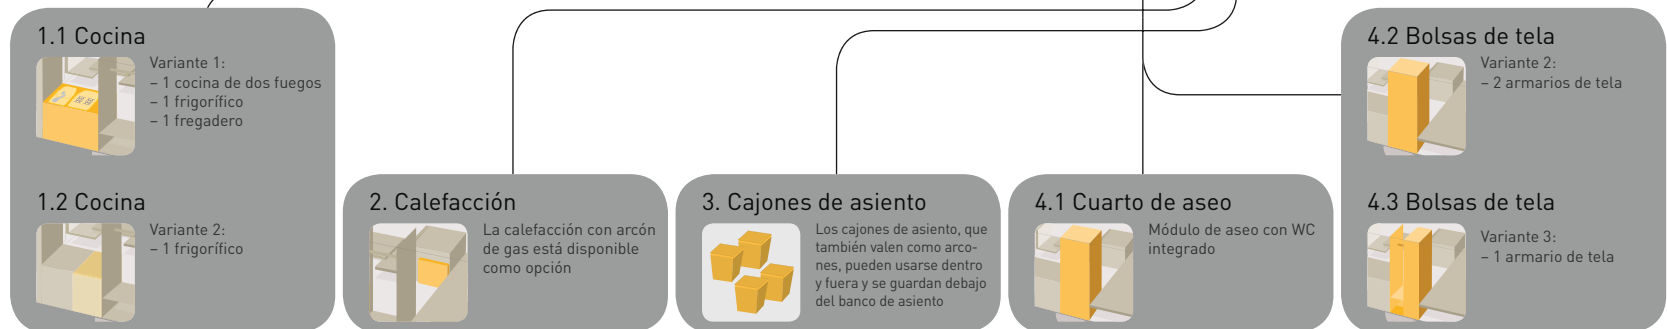 1.1 Cocina
Variante 1:
– 1 cocina de dos fuegos
– 1 frigorífico
– 1 fregadero
1.2 Cocina
Variante 2:
– 1 frigorífico
2. Calefacción
La calefacción con arcón
de gas está disponible
como opción
3. Cajones de asiento
Los cajones de asiento, que
también valen como arco-
nes, pueden usarse dentro
y fuera y se guardan debajo
del banco de asiento
4.1 Cuarto de aseo
Módulo de aseo con WC
integrado
4.2 Bolsas de tela
Variante 2:
– 2 armarios de tela
4.3 Bolsas de tela
Variante 3:
– 1 armario de tela